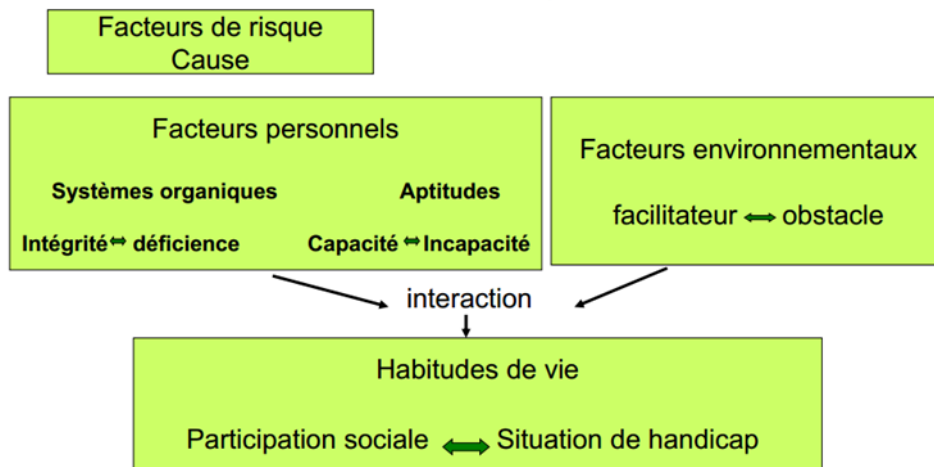 Facteurs de risque
Cause
Facteurs personnels
Systèmes organiques Aptitudes
Intégrité déficience Capacité Incapacité
Facteurs environnementaux
facilitateur obstacle
interaction
Habitudes de vie
Participation sociale Situation de handicap